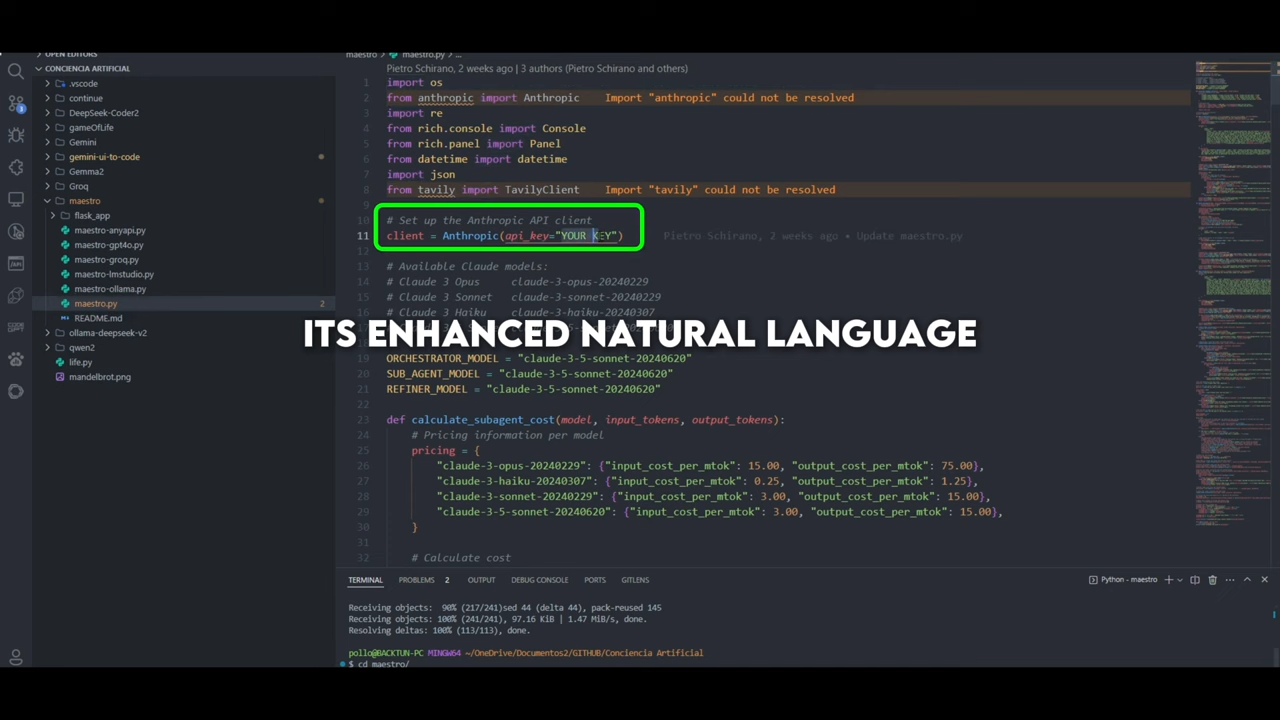 OPEN EDITORS
CONCIENCIA ARTIFICIAL
.vscode
continue
DeepSeek-Coder2
gameOfLife
Gemini
gemini-ui-to-code
Gemma2
Groq
maestro
flask_app
maestro-anyapi.py
maestro-gpt4o.py
maestro-groq.py
maestro-lmstudio.py
maestro-ollama.py
maestro.py 2
README.md
ollama-deepseek-v2
qwen2
life.py
mandelbrot.png
maestro > maestro.py > ...
Pietro Schirano, 2 weeks ago | 3 authors (Pietro Schirano and others)
1 import os
2 from anthropic import Anthropic Import "anthropic" could not be resolved
3 import re
4 from rich.console import Console
5 from rich.panel import Panel
6 from datetime import datetime
7 import json
8 from tavily import TavilyClient Import "tavily" could not be resolved
9
10 # Set up the Anthropic API client
11 client = Anthropic(api_key="YOUR KEY") Pietro Schirano, 2 weeks ago • Update maestro.py
12
13 # Available Claude models:
14 # Claude 3 Opus claude-3-opus-20240229
15 # Claude 3 Sonnet claude-3-sonnet-20240229
16 # Claude 3 Haiku claude-3-haiku-20240307
ITS ENHANCED NATURAL LANGUAGE
19 ORCHESTRATOR_MODEL = "claude-3-5-sonnet-20240620"
20 SUB_AGENT_MODEL = "claude-3-5-sonnet-20240620"
21 REFINER_MODEL = "claude-3-5-sonnet-20240620"
22
23 def calculate_subagent_cost(model, input_tokens, output_tokens):
24 # Pricing information per model
25 pricing = {
26 "claude-3-opus-20240229": {"input_cost_per_mtok": 15.00, "output_cost_per_mtok": 75.00},
27 "claude-3-haiku-20240307": {"input_cost_per_mtok": 0.25, "output_cost_per_mtok": 1.25},
28 "claude-3-sonnet-20240229": {"input_cost_per_mtok": 3.00, "output_cost_per_mtok": 15.00},
29 "claude-3-5-sonnet-20240620": {"input_cost_per_mtok": 3.00, "output_cost_per_mtok": 15.00},
30 }
31
32 # Calculate cost
TERMINAL PROBLEMS 2 OUTPUT DEBUG CONSOLE PORTS GITLENS Python - maestro
Receiving objects: 90% (217/241)sed 44 (delta 44), pack-reused 145
Receiving objects: 100% (241/241), 97.16 KiB | 1.47 MiB/s, done.
Resolving deltas: 100% (113/113), done.
pollo@BACKTUN-PC MINGW64 ~/OneDrive/Documentos2/GITHUB/Conciencia Artificial
$ cd maestro/